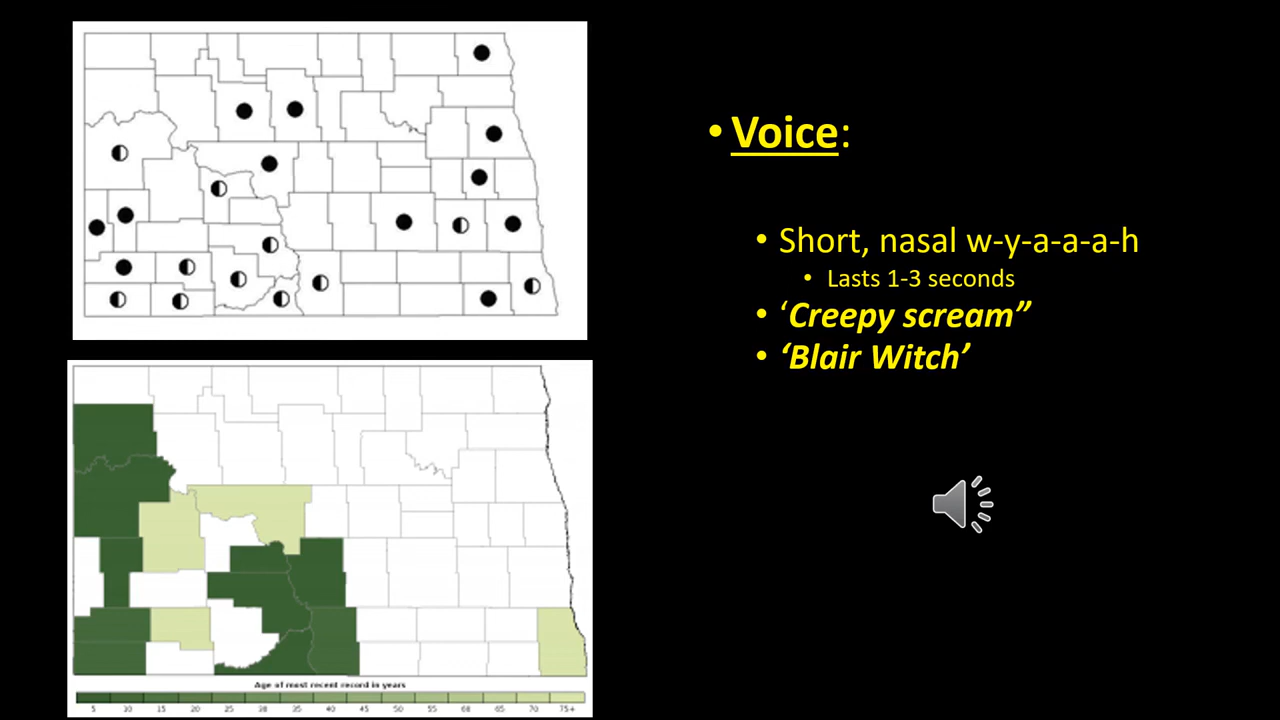 • Voice:
• Short, nasal w-y-a-a-a-h
• Lasts 1-3 seconds
• ‘Creepy scream”
• ‘Blair Witch’
Age of most recent record in years
5 10 15 20 25 30 35 40 45 50 55 60 65 70 75+